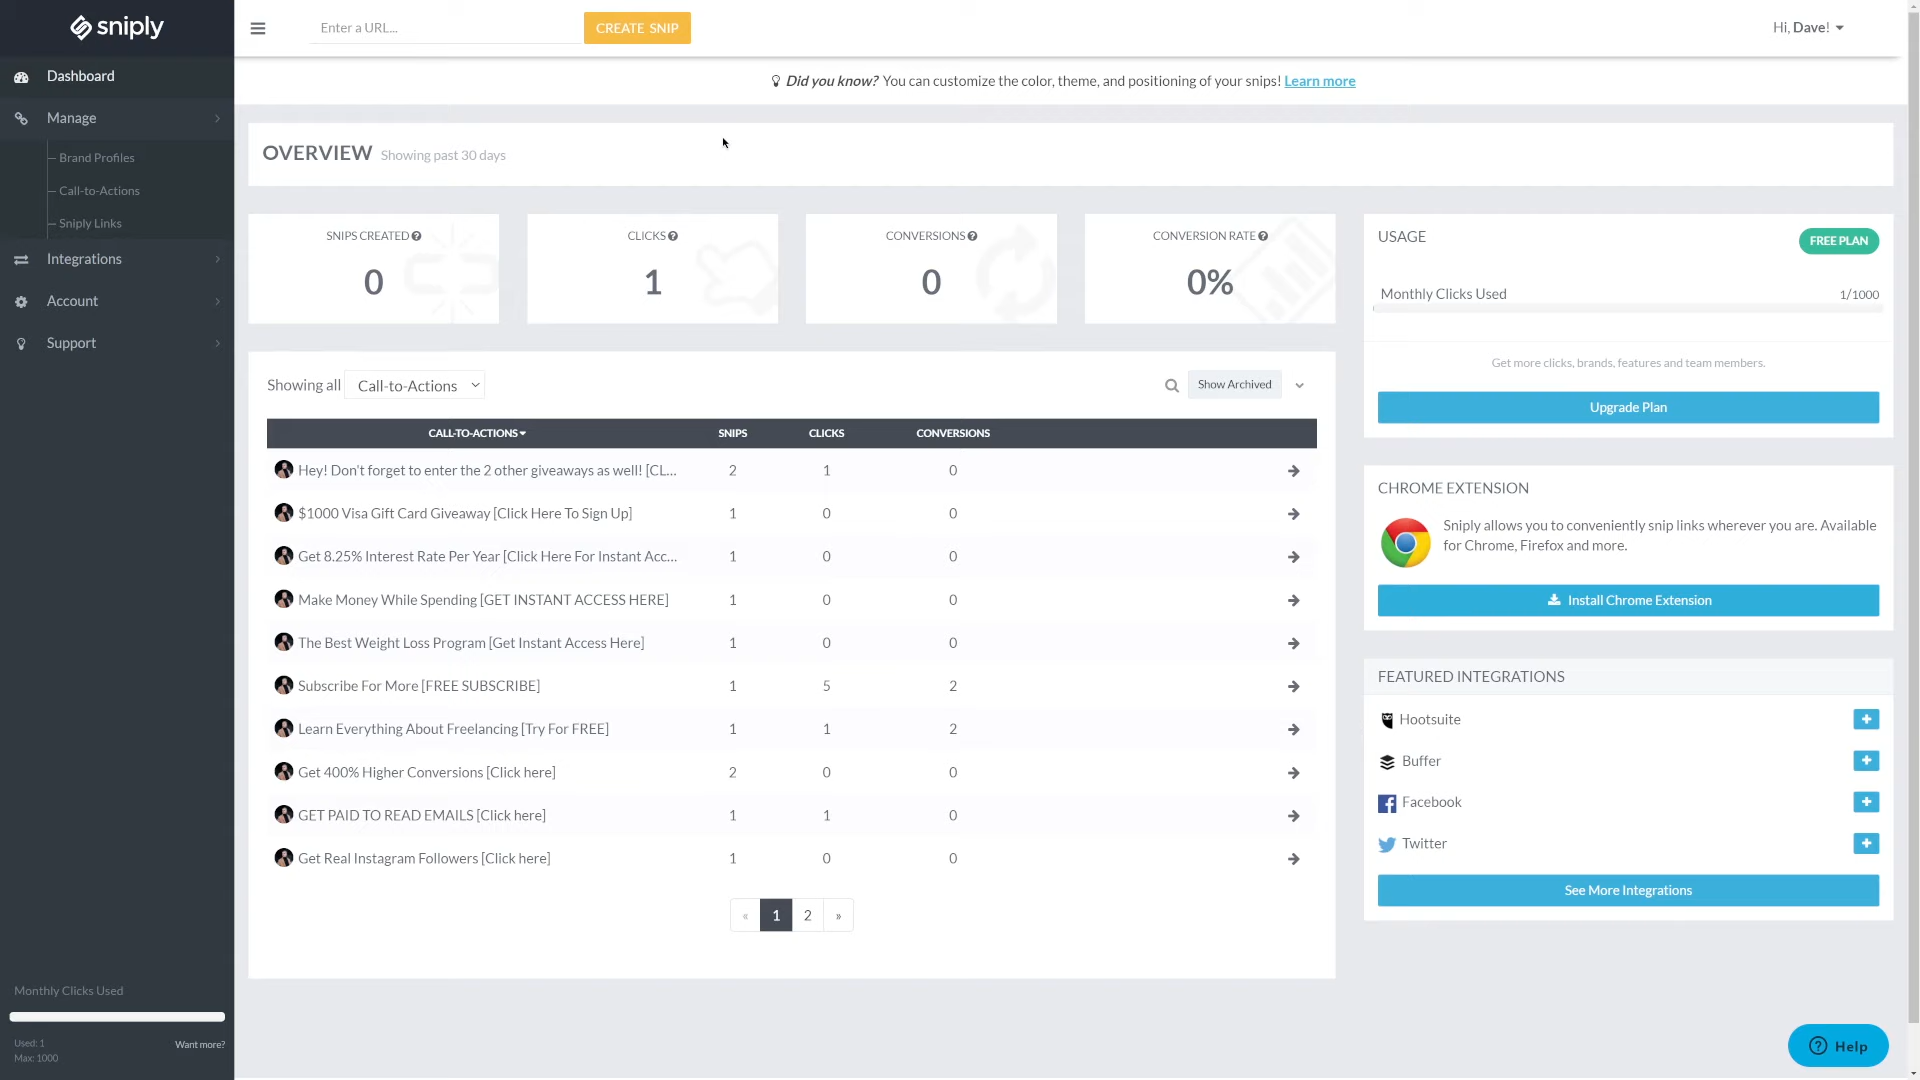 sniply
Enter a URL...
CREATE SNIP
Hi, Dave!
Dashboard
Manage
Brand Profiles
Call-to-Actions
Sniply Links
Integrations
Account
Support
Did you know? You can customize the color, theme, and positioning of your snips! Learn more
OVERVIEW Showing past 30 days
SNIPS CREATED
0
CLICKS
1
CONVERSIONS
0
CONVERSION RATE
0%
Showing all Call-to-Actions
Show Archived
CALL-TO-ACTIONS SNIPS CLICKS CONVERSIONS
Hey! Don't forget to enter the 2 other giveaways as well! [CL... 2 1 0
$1000 Visa Gift Card Giveaway [Click Here To Sign Up] 1 0 0
Get 8.25% Interest Rate Per Year [Click Here For Instant Acc... 1 0 0
Make Money While Spending [GET INSTANT ACCESS HERE] 1 0 0
The Best Weight Loss Program [Get Instant Access Here] 1 0 0
Subscribe For More [FREE SUBSCRIBE] 1 5 2
Learn Everything About Freelancing [Try For FREE] 1 1 2
Get 400% Higher Conversions [Click here] 2 0 0
GET PAID TO READ EMAILS [Click here] 1 1 0
Get Real Instagram Followers [Click here] 1 0 0
« 1 2 »
USAGE
FREE PLAN
Monthly Clicks Used 1/1000
Get more clicks, brands, features and team members.
Upgrade Plan
CHROME EXTENSION
Sniply allows you to conveniently snip links wherever you are. Available
for Chrome, Firefox and more.
Install Chrome Extension
FEATURED INTEGRATIONS
Hootsuite
Buffer
Facebook
Twitter
See More Integrations
Monthly Clicks Used
Used: 1
Max: 1000
Want more?
Help